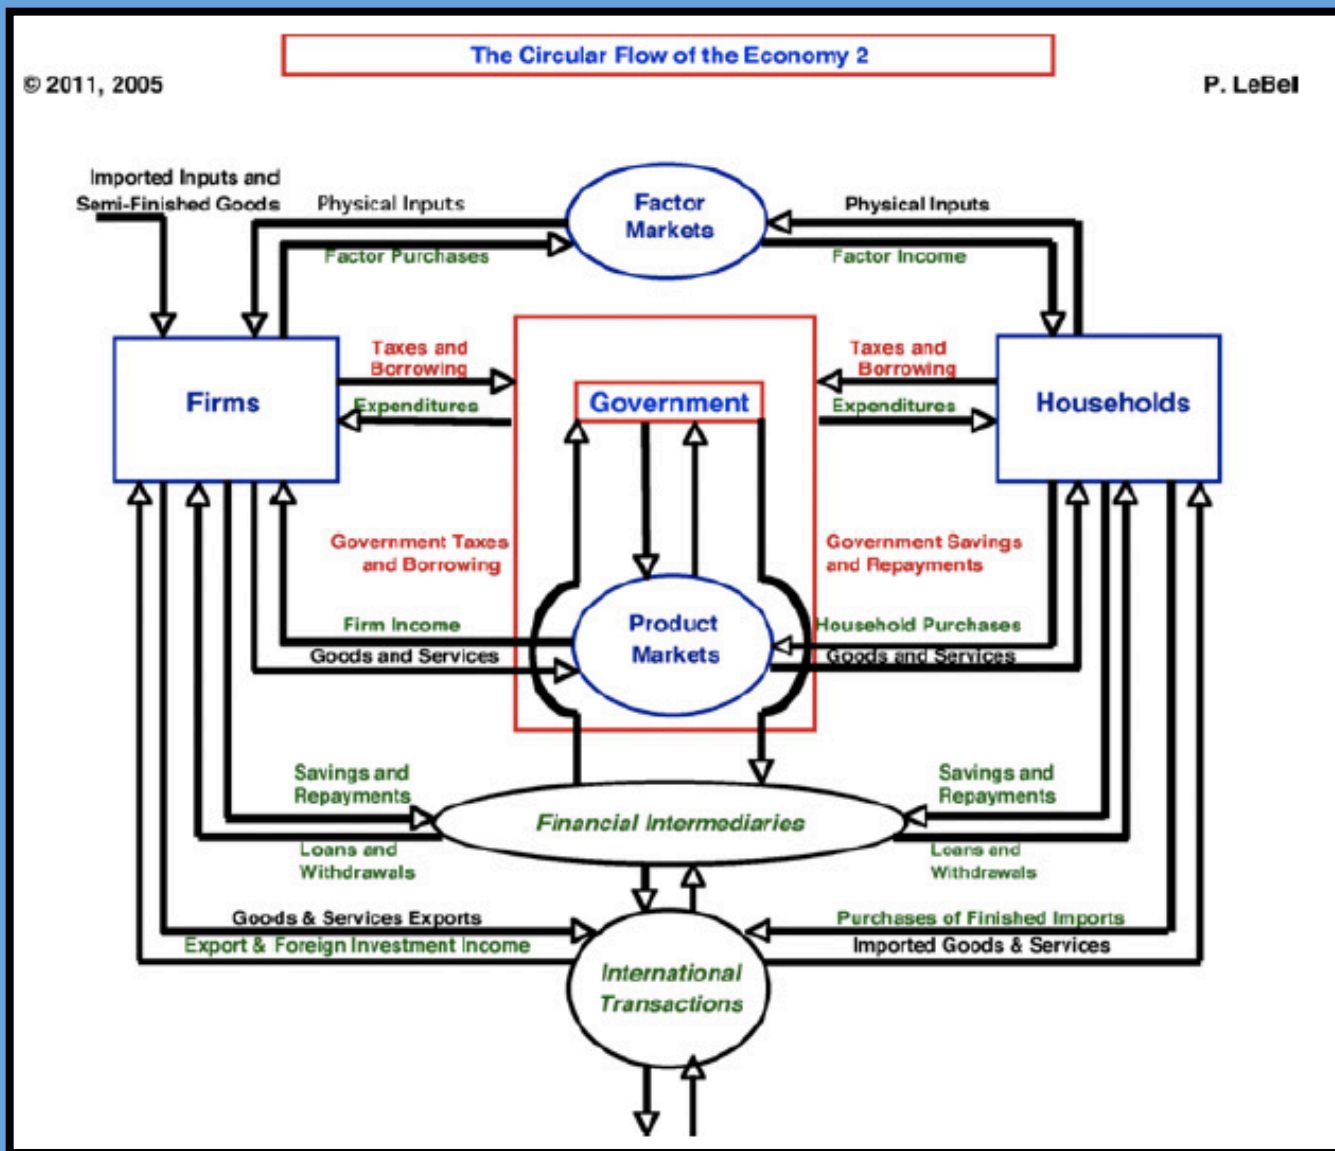 The Circular Flow of the Economy 2
© 2011, 2005
P. LeBel
Imported Inputs and
Semi-Finished Goods
Physical Inputs
Factor Purchases
Factor
Markets
Physical Inputs
Factor Income
Firms
Taxes and
Borrowing
Expenditures
Government
Taxes and
Borrowing
Expenditures
Households
Government Taxes
and Borrowing
Government Savings
and Repayments
Firm Income
Goods and Services
Product
Markets
Household Purchases
Goods and Services
Savings and
Repayments
Loans and
Withdrawals
Financial Intermediaries
Savings and
Repayments
Loans and
Withdrawals
Goods & Services Exports
Export & Foreign Investment Income
International
Transactions
Purchases of Finished Imports
Imported Goods & Services